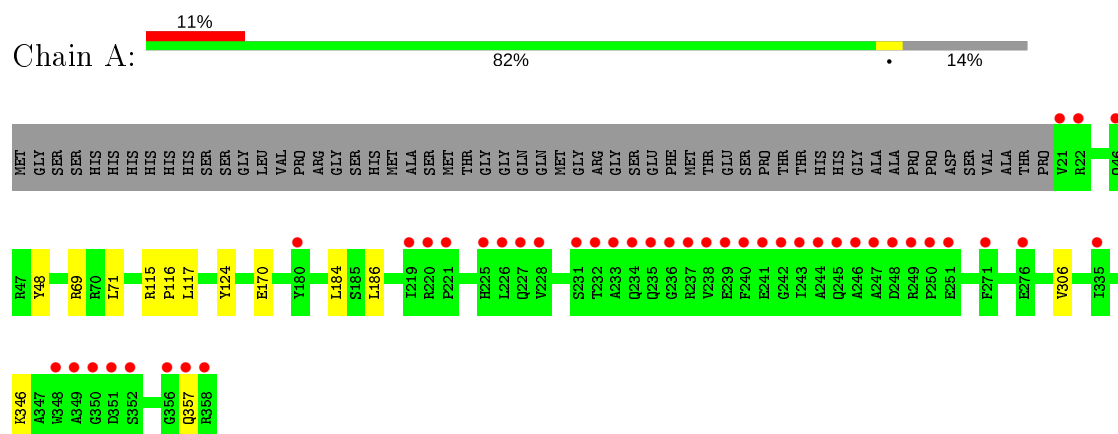 11%
Chain A:
82% • 14%
MET GLY SER SER HIS HIS HIS HIS HIS HIS SER SER GLY LEU VAL PRO ARG GLY SER HIS MET ALA SER MET THR GLY GLY GLN GLN MET GLY ARG GLY SER GLU PHE MET THR GLU SER PRO THR THR HIS HIS GLY ALA ALA PRO PRO ASP SER VAL ALA THR PRO V21 R22 Q46
R47 Y48 R69 R70 L71 R115 P116 L117 Y124 E170 Y180 L184 S185 L186 I219 R220 P221 H225 L226 Q227 V228 S231 T232 A233 Q234 Q235 G236 R237 V238 E239 F240 E241 G242 I243 A244 Q245 A246 A247 D248 R249 P250 E251 F271 E276 V306 I335
K346 A347 W348 A349 G350 D351 S352 G356 Q357 R358